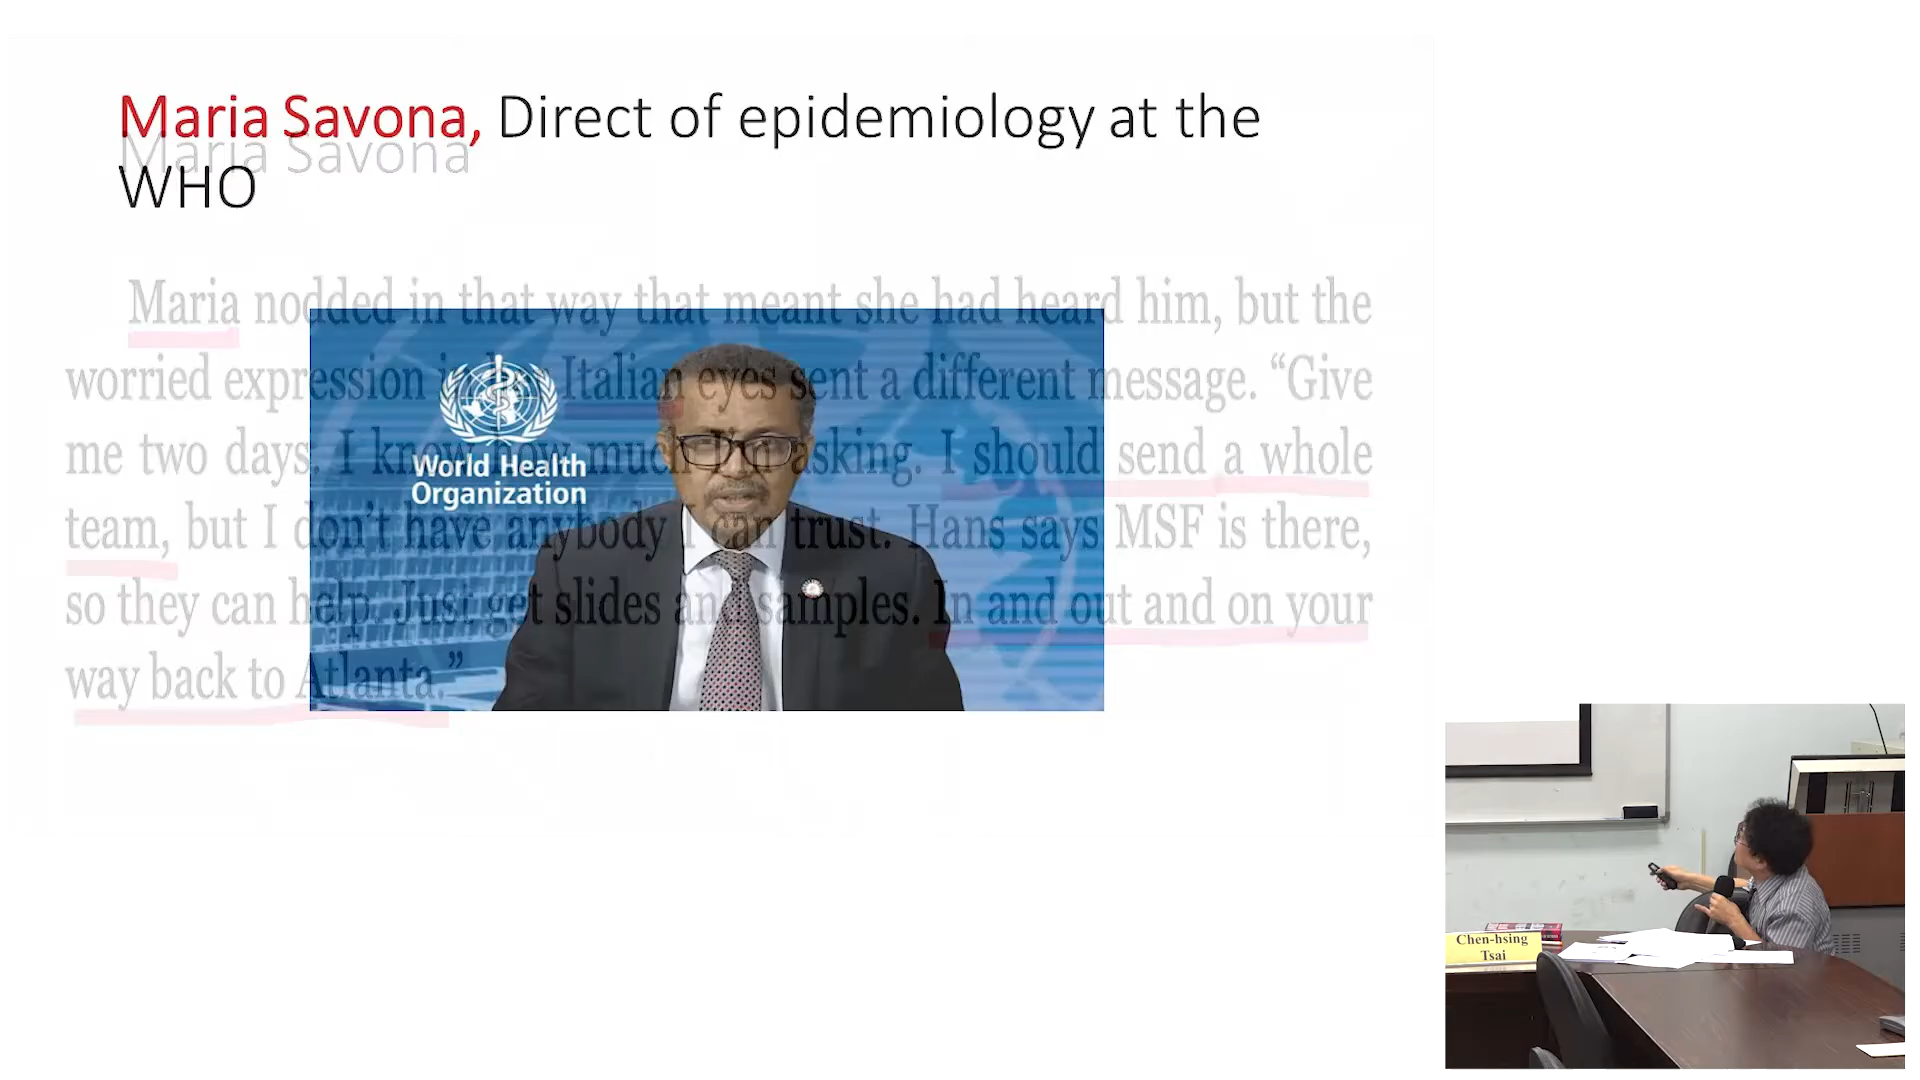 Maria Savona, Direct of epidemiology at the
Maria Savona
WHO
Maria nodded in that way that meant she had heard him, but the
worried expression in her Italian eyes sent a different message. “Give
me two days. I know how much I'm asking. I should send a whole
team, but I don't have anybody I can trust. Hans says MSF is there,
so they can help. Just get slides and samples. In and out and on your
way back to Atlanta.”
World Health
Organization
Chen-hsing
Tsai